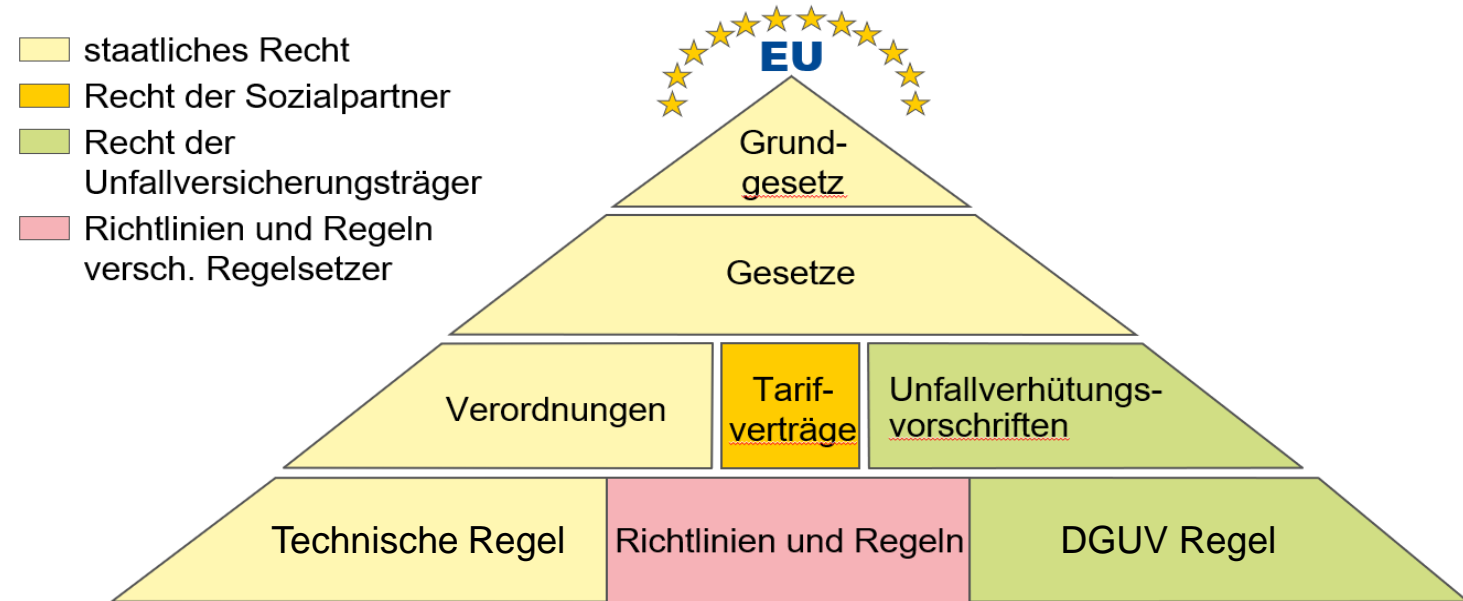 staatliches Recht
Recht der Sozialpartner
Recht der
Unfallversicherungsträger
Richtlinien und Regeln
versch. Regelsetzer
EU
Grund-
gesetz
Gesetze
Verordnungen
Tarif-
verträge
Unfallverhütungs-
vorschriften
Technische Regel
Richtlinien und Regeln
DGUV Regel